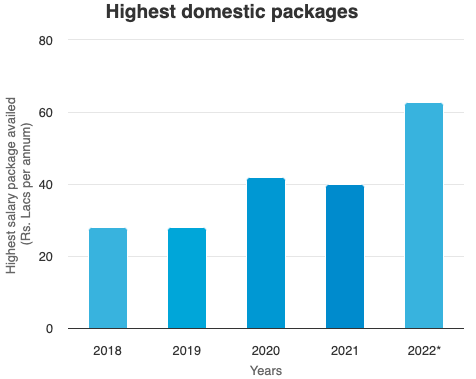 Highest domestic packages
Highest salary package availed
(Rs. Lacs per annum)
80
60
40
20
0
2018 2019 2020 2021 2022*
Years